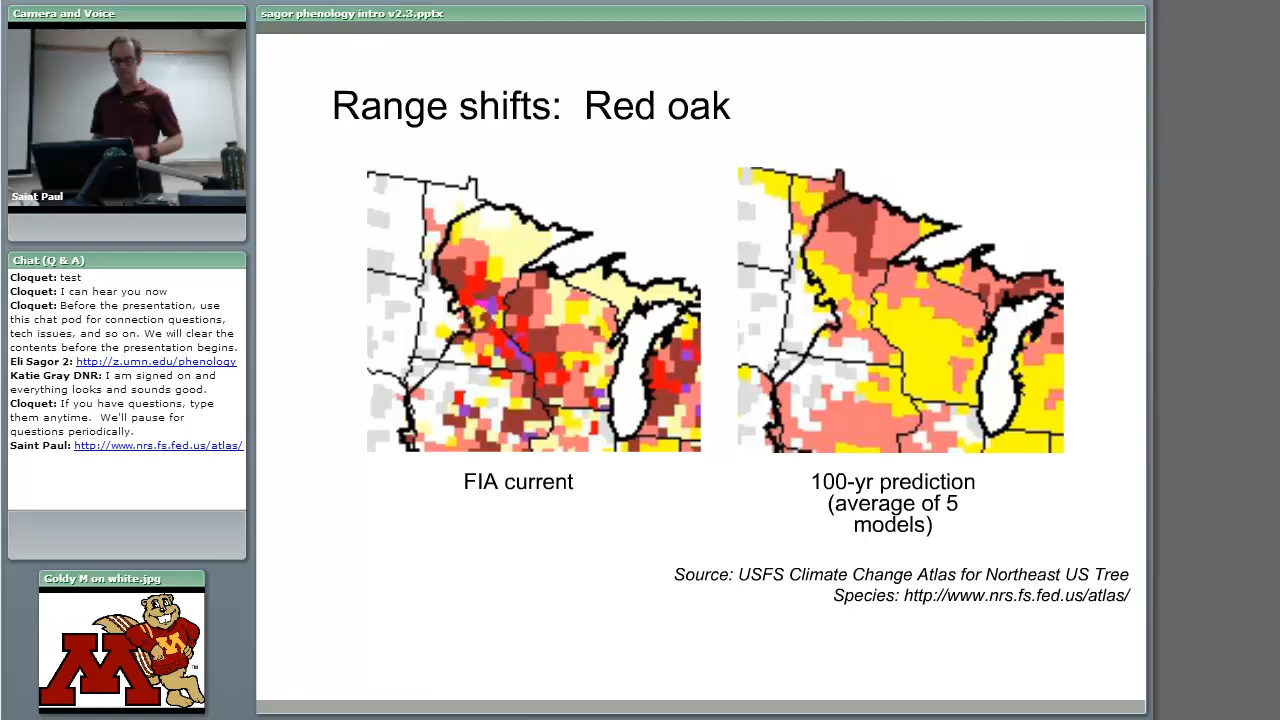 Camera and Voice
Saint Paul
Chat (Q & A)
Cloquet: test
Cloquet: I can hear you now
Cloquet: Before the presentation, use
this chat pod for connection questions,
tech issues, and so on. We will clear the
contents before the presentation begins.
Eli Sagor 2: http://z.umn.edu/phenology
Katie Gray DNR: I am signed on and
everything looks and sounds good.
Cloquet: If you have questions, type
them anytime. We'll pause for
questions periodically.
Saint Paul: http://www.nrs.fs.fed.us/atlas/
Goldy M on white.jpg
M
M
TM
sagor phenology intro v2.3.pptx
Range shifts: Red oak
FIA current
100-yr prediction
(average of 5
models)
Source: USFS Climate Change Atlas for Northeast US Tree
Species: http://www.nrs.fs.fed.us/atlas/